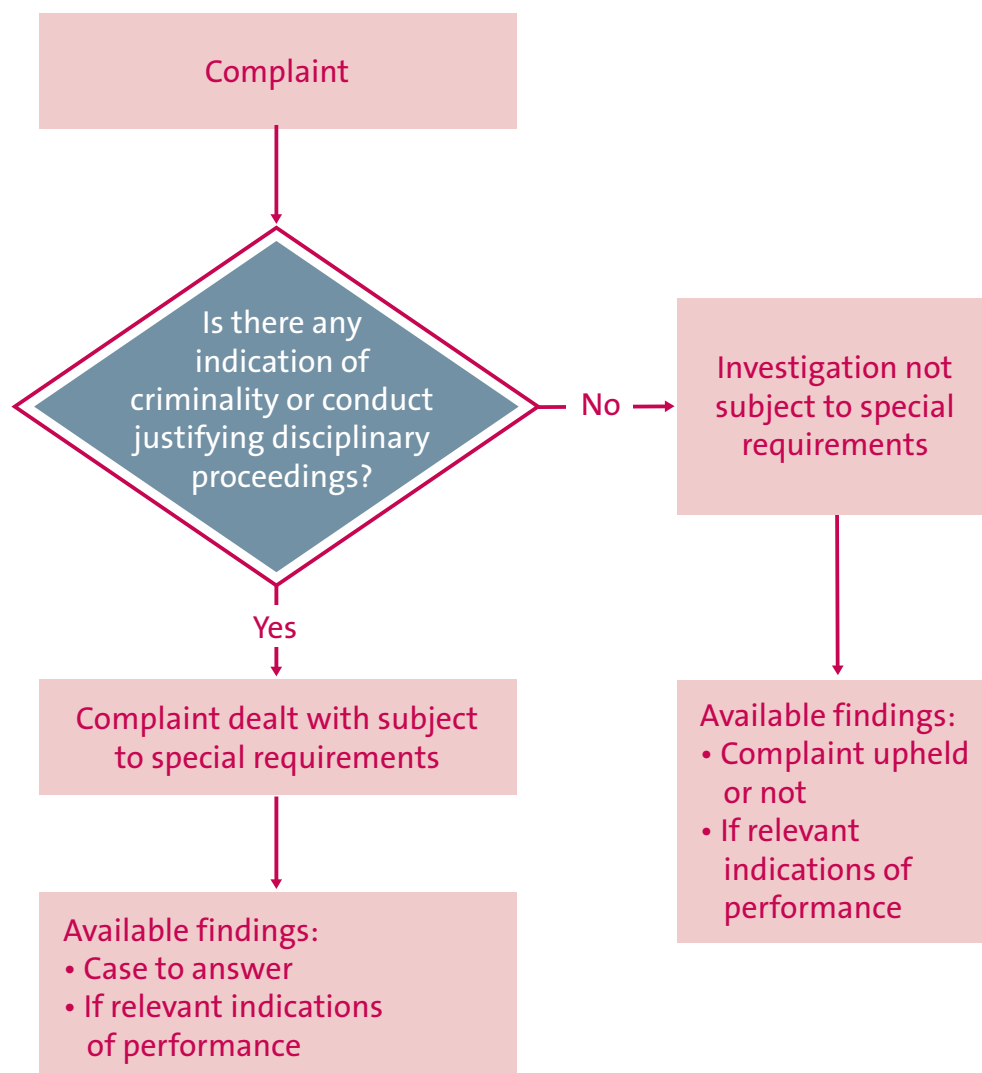 Complaint
Is there any
indication of
criminality or conduct
justifying disciplinary
proceedings?
No
Investigation not
subject to special
requirements
Yes
Complaint dealt with subject
to special requirements
Available findings:
• Complaint upheld
or not
• If relevant
indications of
performance
Available findings:
• Case to answer
• If relevant indications
of performance